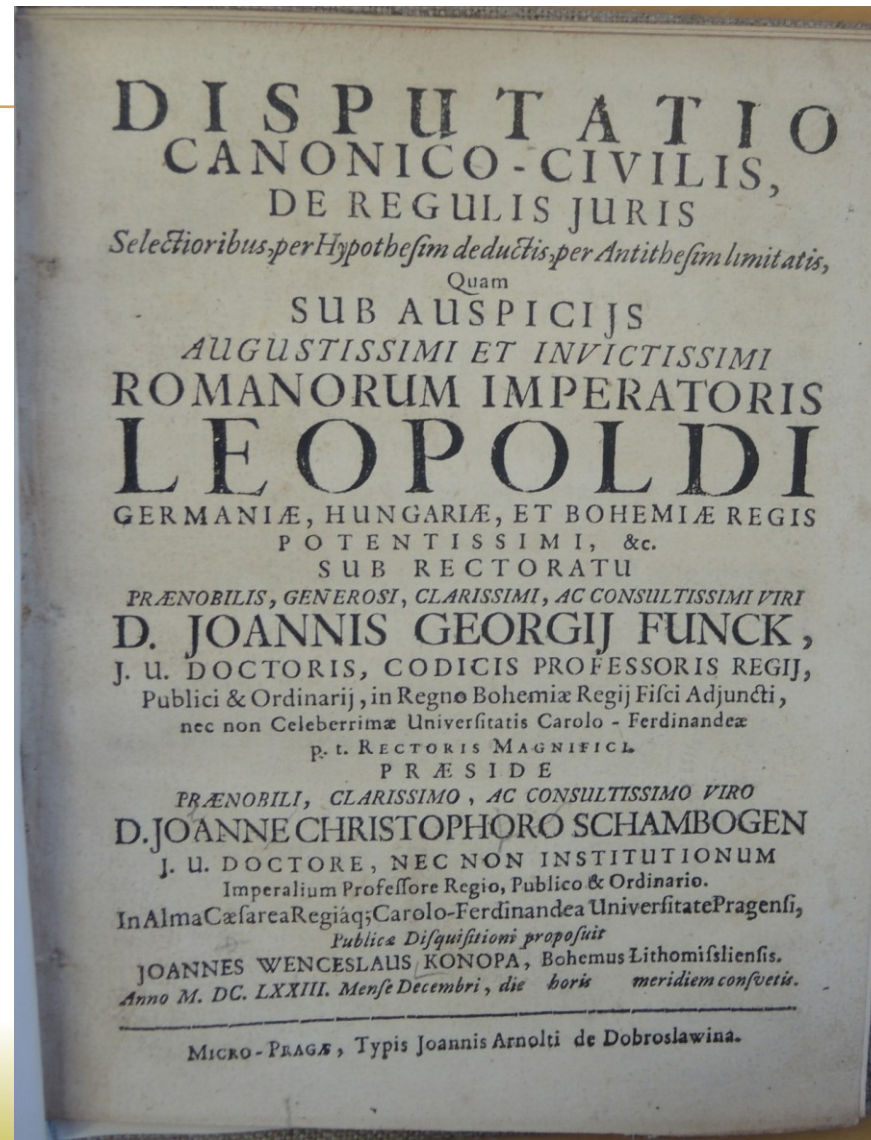 DISPUTATIO
CANONICO-CIVILIS,
DE REGULIS JURIS
Selectioribus, per Hypothesim deductis, per Antithesim limitatis,
Quam
SUB AUSPICIJS
AUGUSTISSIMI ET INVICTISSIMI
ROMANORUM IMPERATORIS
LEOPOLDI
GERMANIÆ, HUNGARIÆ, ET BOHEMIÆ REGIS
POTENTISSIMI, &c.
SUB RECTORATU
PRÆNOBILIS, GENEROSI, CLARISSIMI, AC CONSULTISSIMI VIRI
D. JOANNIS GEORGIJ FUNCK,
J. U. DOCTORIS, CODICIS PROFESSORIS REGIJ,
Publici & Ordinarij, in Regno Bohemiæ Regij Fiſci Adjuncti,
nec non Celeberrimæ Univerſitatis Carolo-Ferdinandeæ
p. t. RECTORIS MAGNIFICI.
PRÆSIDE
PRÆNOBILI, CLARISSIMO, AC CONSULTISSIMO VIRO
D. JOANNE CHRISTOPHORO SCHAMBOGEN
J. U. DOCTORE, NEC NON INSTITUTIONUM
Imperalium Profeſſore Regio, Publico & Ordinario.
In Alma Cæſarea Regiáq; Carolo-Ferdinandea Univerſitate Pragenſi,
Publicæ Diſquiſitioni propoſuit
JOANNES WENCESLAUS KONOPA, Bohemus Lithomiſslienſis.
Anno M. DC. LXXIII. Menſe Decembri, die horis meridiem conſvetis.
MICRO-PRAGÆ, Typis Joannis Arnolti de Dobroslawina.